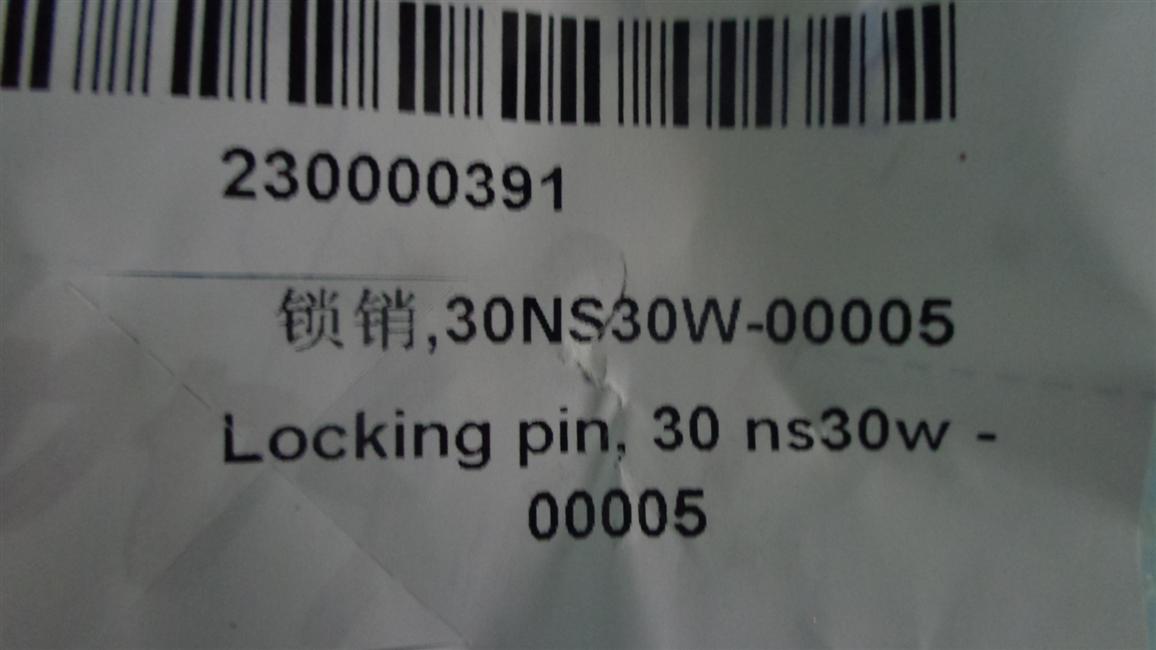 230000391
锁销,30NS30W-00005
Locking pin, 30 ns30w -
00005